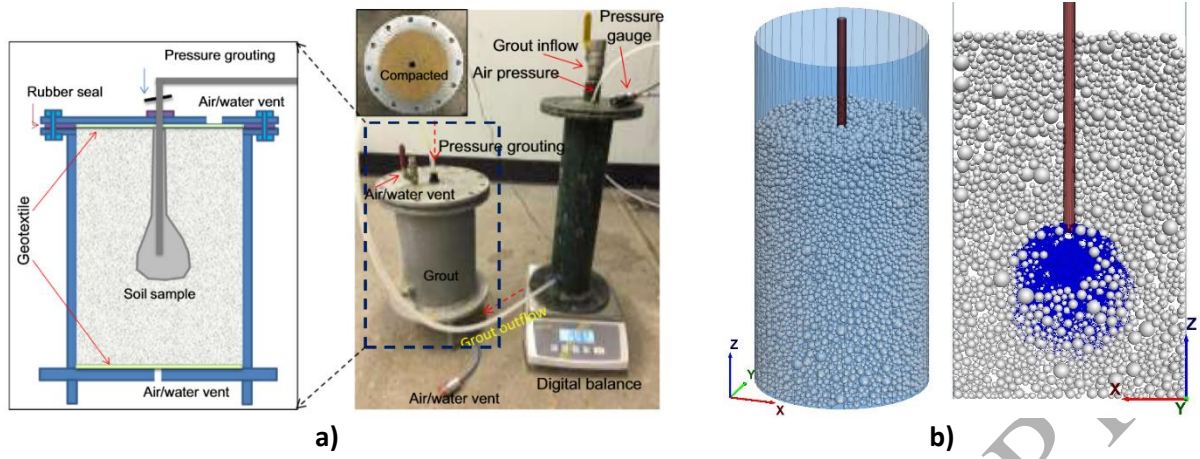 Pressure grouting
Rubber seal
Air/water vent
Geotextile
Soil sample
Air/water vent
Compacted
Grout inflow
Air pressure
Pressure
gauge
Pressure grouting
Air/water vent
Grout
Grout outflow
Digital balance
Air/water vent
a)
Z
Y
X
Z
X
Y
b)